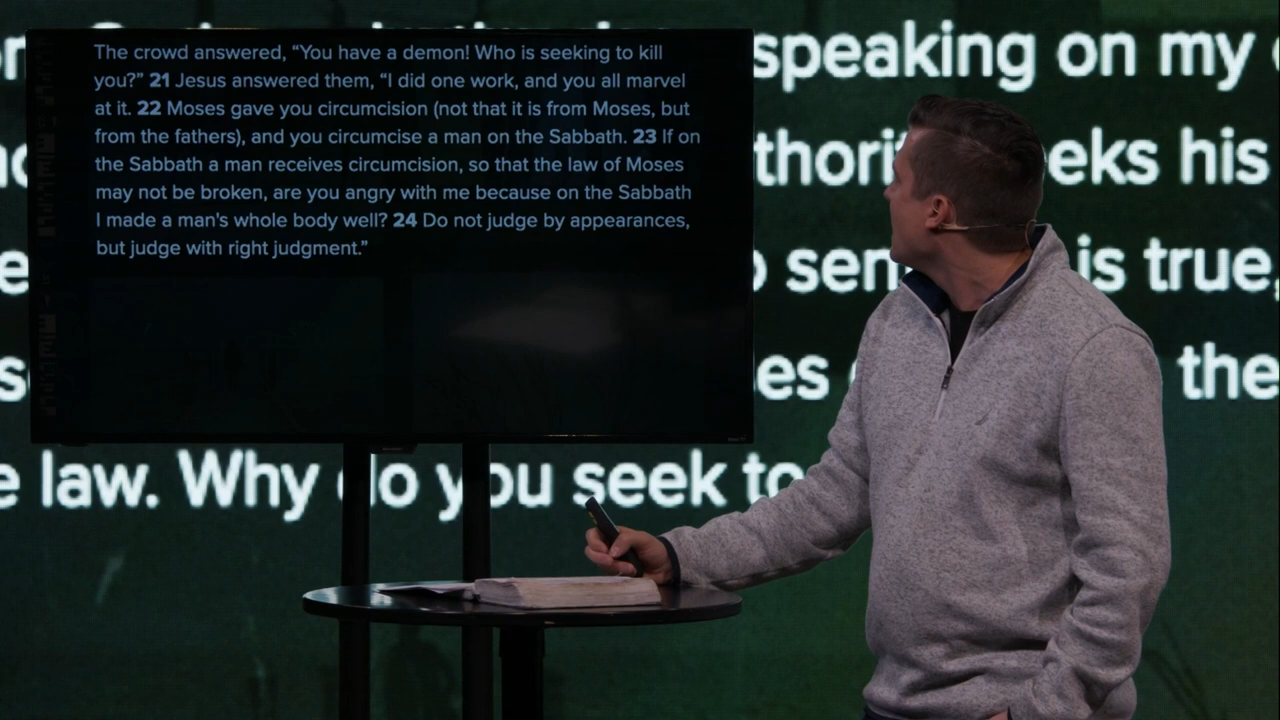 The crowd answered, “You have a demon! Who is seeking to kill
you?” 21 Jesus answered them, “I did one work, and you all marvel
at it. 22 Moses gave you circumcision (not that it is from Moses, but
from the fathers), and you circumcise a man on the Sabbath. 23 If on
the Sabbath a man receives circumcision, so that the law of Moses
may not be broken, are you angry with me because on the Sabbath
I made a man's whole body well? 24 Do not judge by appearances,
but judge with right judgment.”
speaking on my
his
is true,
the
law. Why do you seek to